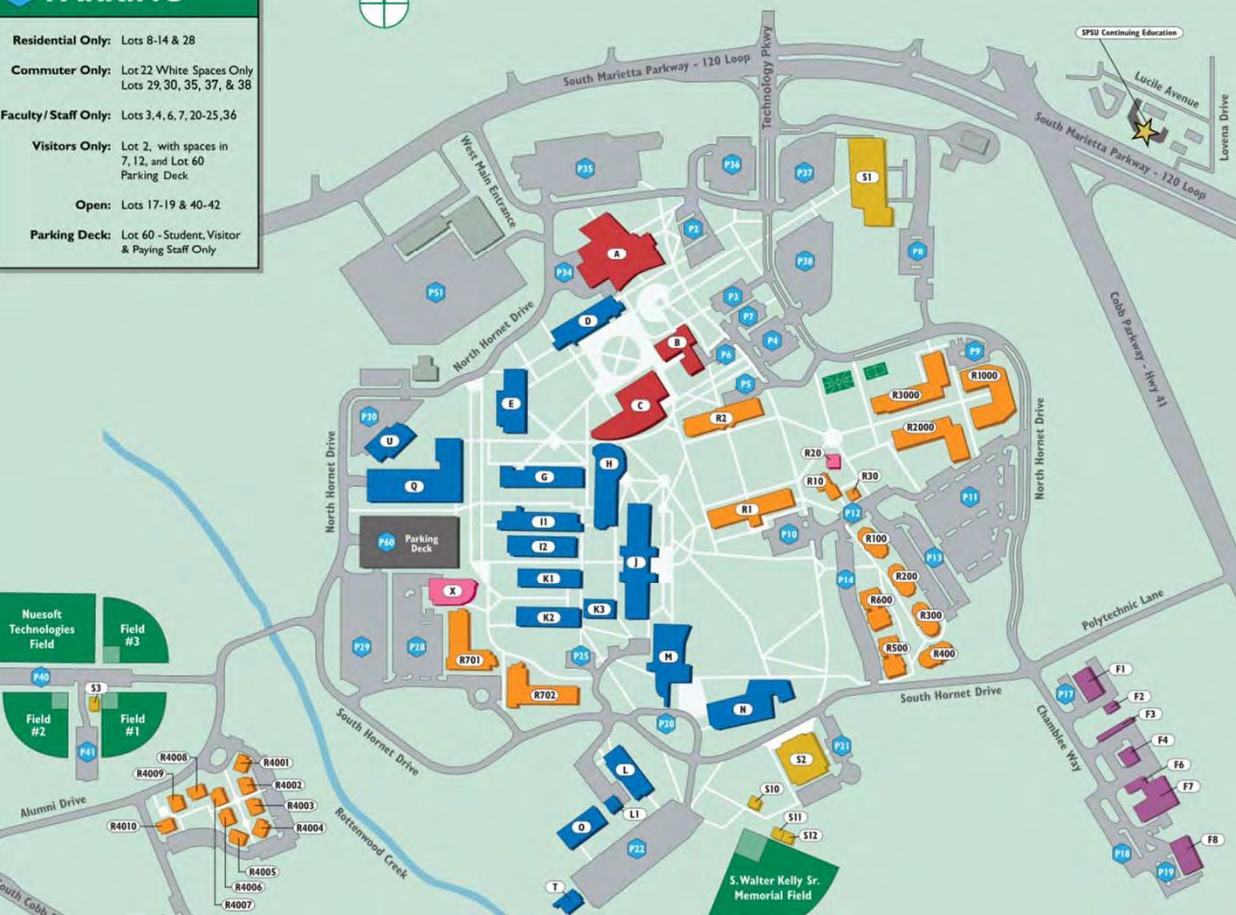 PARKING
Residential Only: Lots 8-14 & 28
Commuter Only: Lot 22 White Spaces Only
Lots 29, 30, 35, 37, & 38
Faculty/Staff Only: Lots 3, 4, 6, 7, 20-25, 36
Visitors Only: Lot 2, with spaces in
7, 12, and Lot 60
Parking Deck
Open: Lots 17-19 & 40-42
Parking Deck: Lot 60 - Student, Visitor
& Paying Staff Only
SPSU Continuing Education
Lucile Avenue
Lovena Drive
South Marietta Parkway - 120 Loop
Technology Pkwy
South Marietta Parkway - 120 Loop
West Main Entrance
P35
P36
P37
S1
P2
P8
A
P34
P38
P51
P3
P7
D
P4
B
P6
P9
North Hornet Drive
Cobb Parkway - Hwy 41
P5
R1000
R3000
E
C
R2
P30
U
R2000
H
R20
G
Q
R10
R30
North Hornet Drive
North Hornet Drive
P11
R1
I1
P12
P10
P60
Parking
Deck
I2
R100
J
P13
K1
P14
R200
X
R600
K2
K3
R300
Polytechnic Lane
Nuesoft
Technologies
Field
Field
#3
P29
P28
R701
P25
M
R500
R400
P40
S3
R702
F1
P17
F2
South Hornet Drive
N
F3
Field
#2
Field
#1
P20
P41
South Hornet Drive
Chamblee Way
P21
F4
S2
R4008
R4001
F6
R4009
L
R4002
F7
S10
R4003
Alumni Drive
L1
S11
R4010
R4004
O
S12
Rottenwood Creek
F8
P22
P18
R4005
P19
R4006
S. Walter Kelly Sr.
Memorial Field
T
R4007
South Cobb